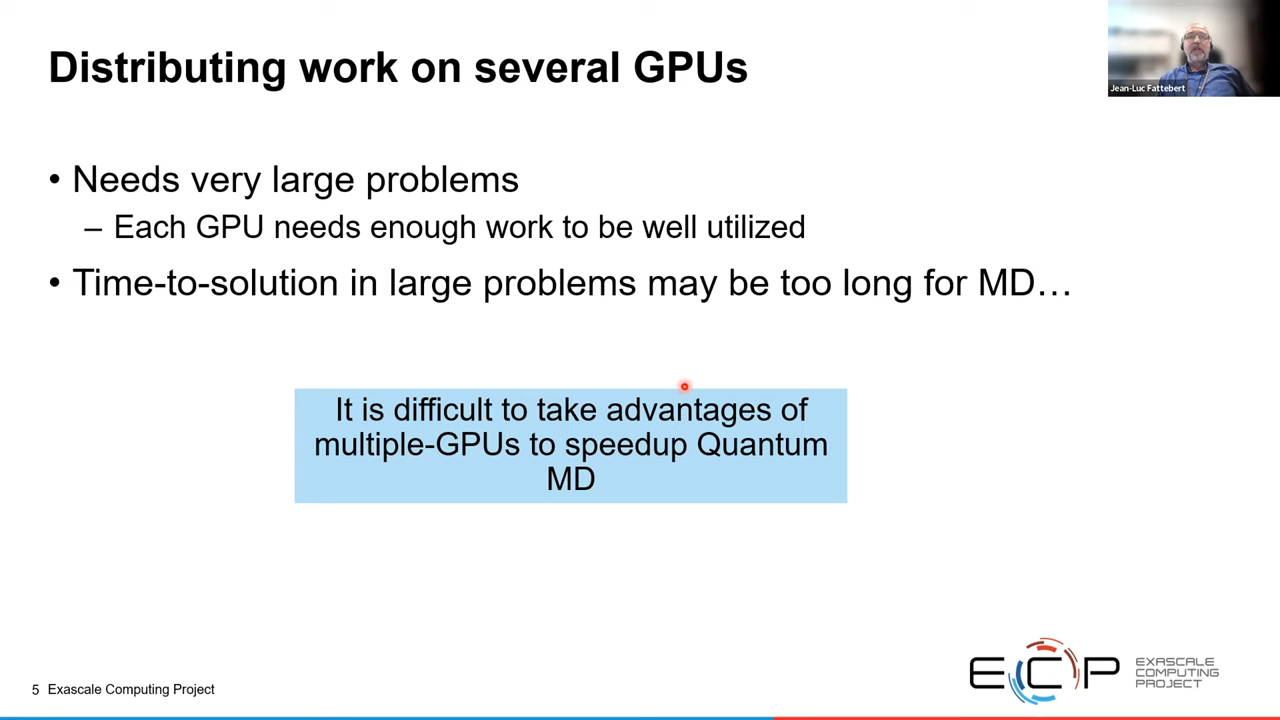 Distributing work on several GPUs
Jean-Luc Fattebert
• Needs very large problems
– Each GPU needs enough work to be well utilized
• Time-to-solution in large problems may be too long for MD…
It is difficult to take advantages of
multiple-GPUs to speedup Quantum
MD
5 Exascale Computing Project
ECP
EXASCALE
COMPUTING
PROJECT